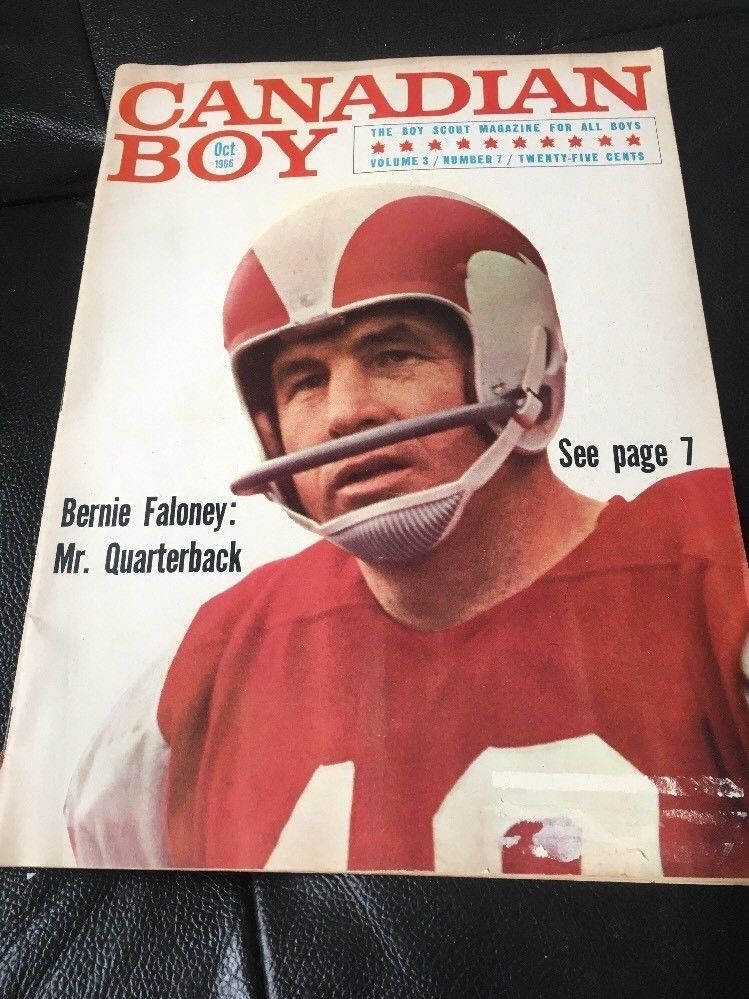 CANADIAN
BOY
Oct
1966
THE BOY SCOUT MAGAZINE FOR ALL BOYS
VOLUME 3 / NUMBER 7 / TWENTY-FIVE CENTS
See page 7
Bernie Faloney:
Mr. Quarterback
10